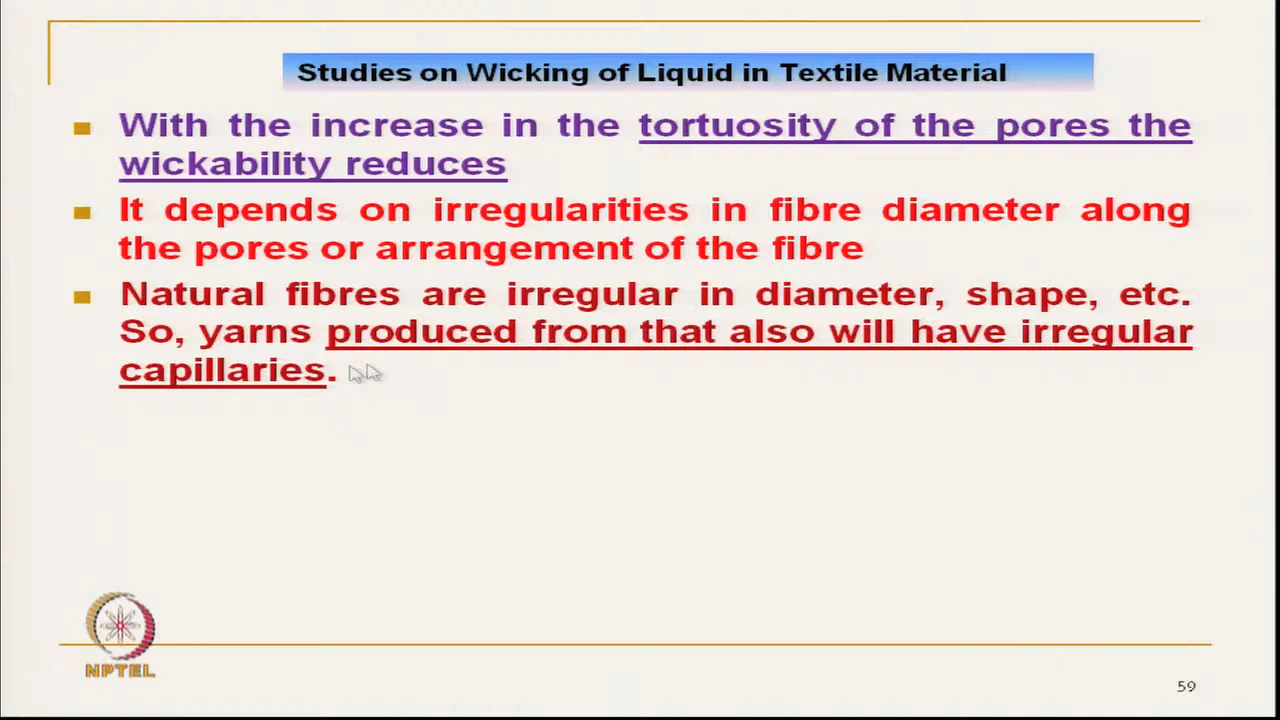 Studies on Wicking of Liquid in Textile Material
With the increase in the tortuosity of the pores the
wickability reduces
It depends on irregularities in fibre diameter along
the pores or arrangement of the fibre
Natural fibres are irregular in diameter, shape, etc.
So, yarns produced from that also will have irregular
capillaries.
NPTEL
59